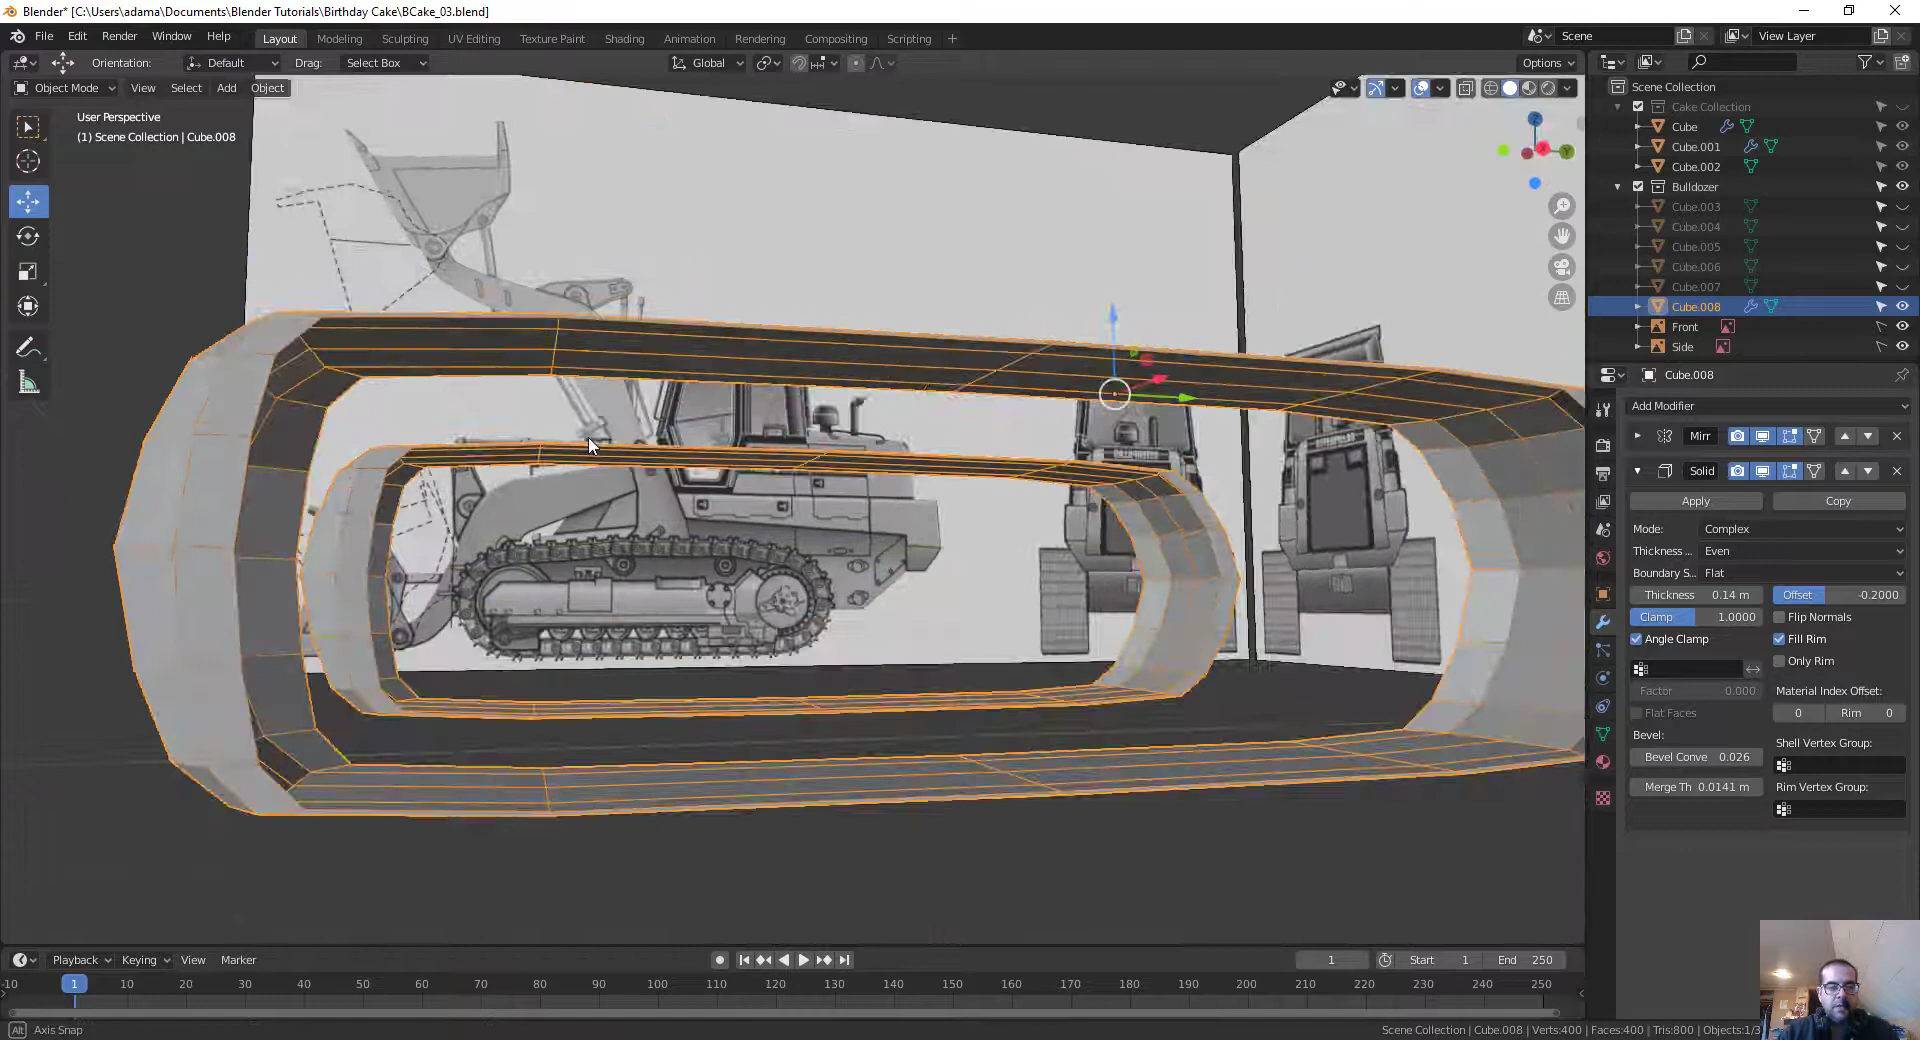 Blender* [C:\Users\adama\Documents\Blender Tutorials\Birthday Cake\BCake_03.blend]
File Edit Render Window Help Layout Modeling Sculpting UV Editing Texture Paint Shading Animation Rendering Compositing Scripting + Scene View Layer
Orientation: Default Drag: Select Box Global Options
Object Mode View Select Add Object
User Perspective
(1) Scene Collection | Cube.008
Scene Collection
Cake Collection
Cube
Cube.001
Cube.002
Bulldozer
Cube.003
Cube.004
Cube.005
Cube.006
Cube.007
Cube.008
Front
Side
Cube.008
Add Modifier
Mirr
Solid
Apply Copy
Mode: Complex
Thickness ... Even
Boundary S... Flat
Thickness 0.14 m Offset -0.2000
Clamp 1.0000 Flip Normals
Angle Clamp Fill Rim
Only Rim
Factor 0.000 Material Index Offset:
Flat Faces 0 Rim 0
Bevel: Shell Vertex Group:
Bevel Conve 0.026
Merge Th 0.0141 m Rim Vertex Group:
Playback Keying View Marker 1 Start 1 End 250
-10 1 10 20 30 40 50 60 70 80 90 100 110 120 130 140 150 160 170 180 190 200 210 220 230 240 250
Alt Axis Snap Scene Collection | Cube.008 | Verts:400 | Faces:400 | Tris:800 | Objects:1/3